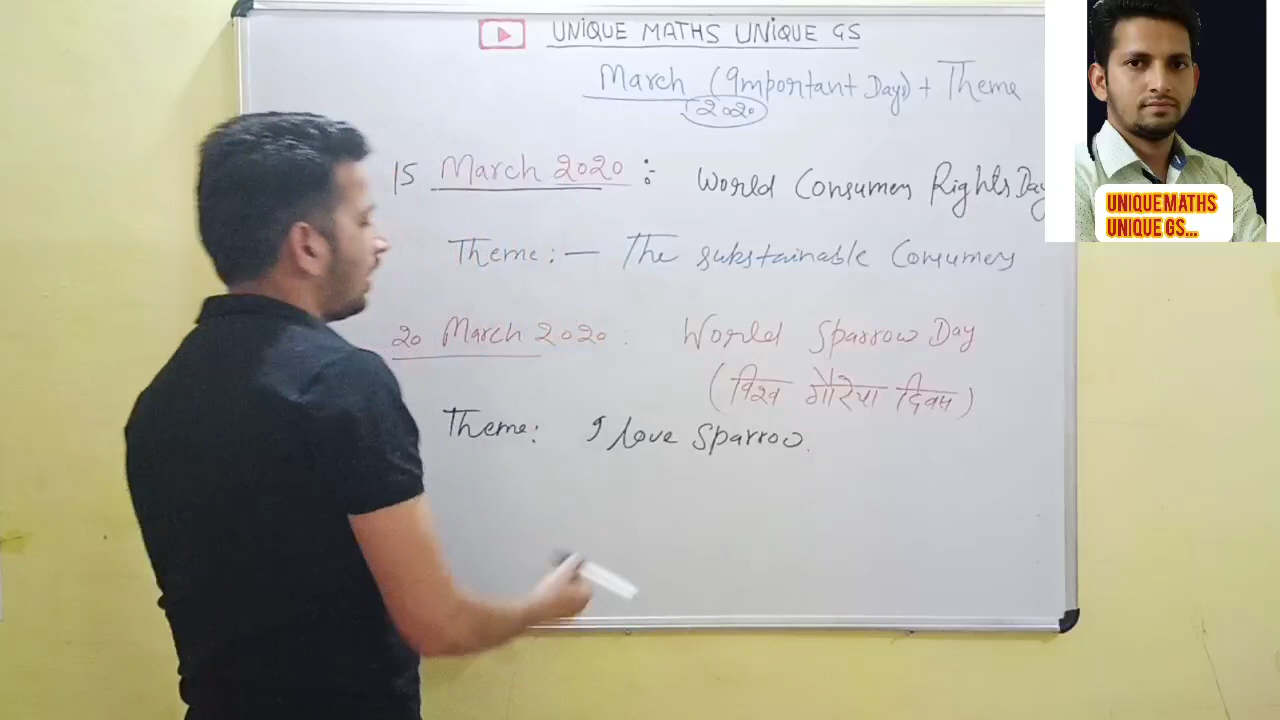 UNIQUE MATHS UNIQUE GS
March (Important Days) + Theme
2020
15 March 2020 : World Consumer Rights Day
Theme :— The substainable Consumer
20 March 2020. World Sparrow Day
(विश्व गौरेया दिवस)
Theme: I love sparrow.
UNIQUE MATHS
UNIQUE GS...